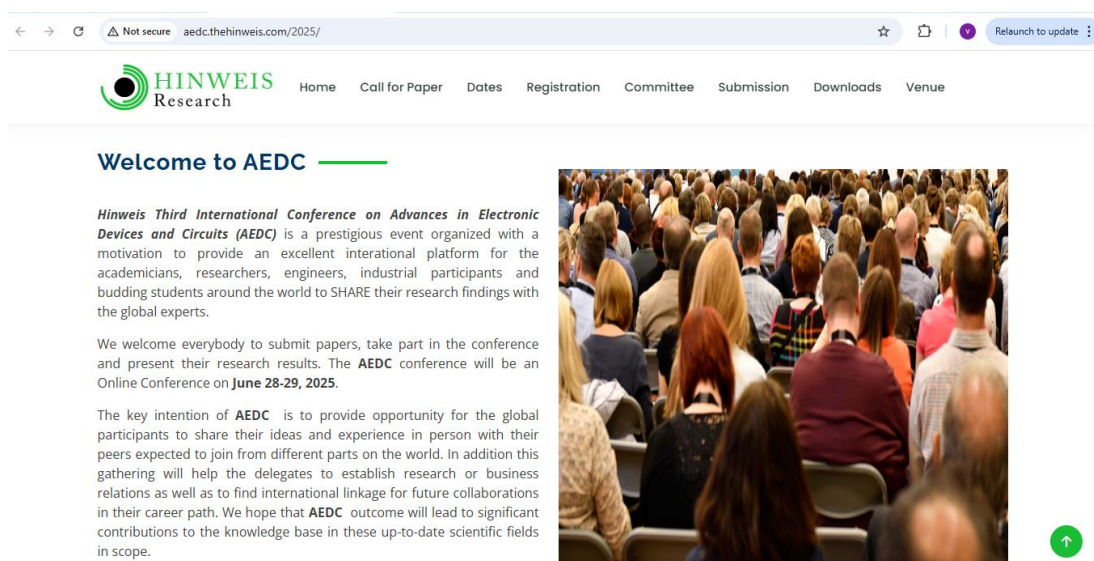 Not secure aedc.thehinweis.com/2025/
V
Relaunch to update
HINWEIS
Research
Home Call for Paper Dates Registration Committee Submission Downloads Venue
Welcome to AEDC
Hinweis Third International Conference on Advances in Electronic
Devices and Circuits (AEDC) is a prestigious event organized with a
motivation to provide an excellent interational platform for the
academicians, researchers, engineers, industrial participants and
budding students around the world to SHARE their research findings with
the global experts.
We welcome everybody to submit papers, take part in the conference
and present their research results. The AEDC conference will be an
Online Conference on June 28-29, 2025.
The key intention of AEDC is to provide opportunity for the global
participants to share their ideas and experience in person with their
peers expected to join from different parts on the world. In addition this
gathering will help the delegates to establish research or business
relations as well as to find international linkage for future collaborations
in their career path. We hope that AEDC outcome will lead to significant
contributions to the knowledge base in these up-to-date scientific fields
in scope.